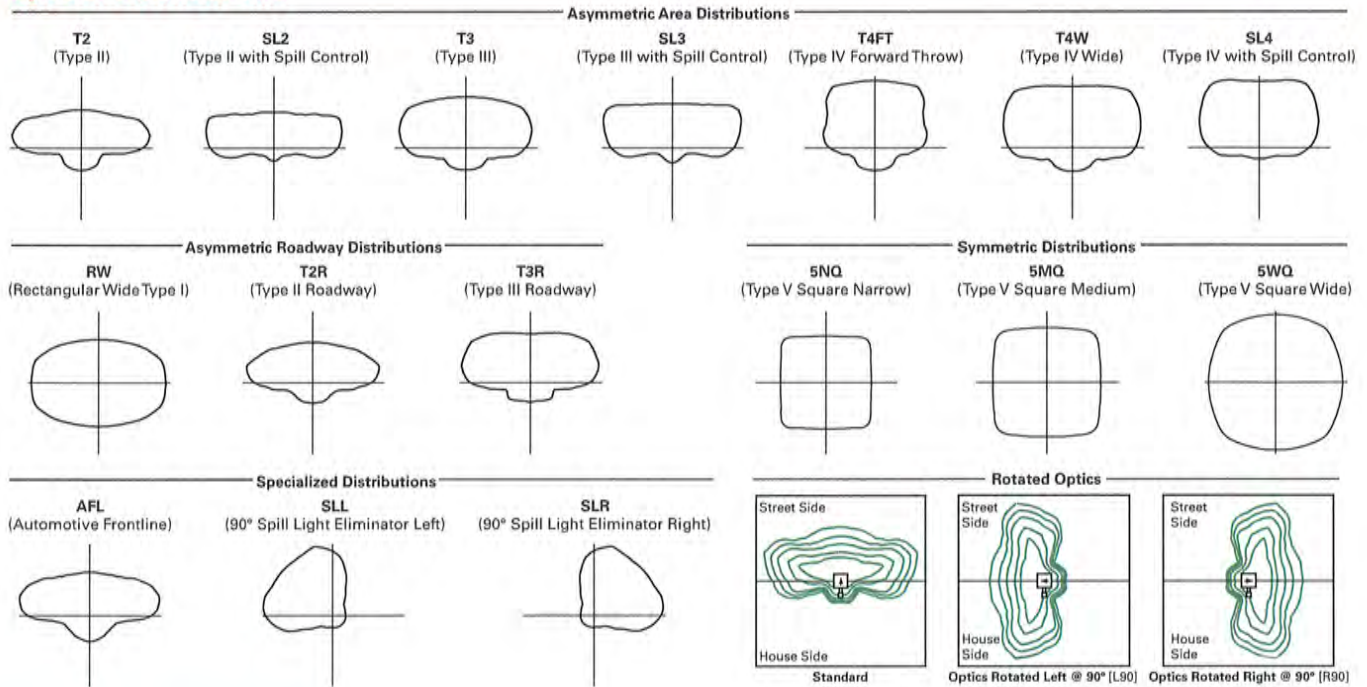 Asymmetric Area Distributions
T2
(Type II)
SL2
(Type II with Spill Control)
T3
(Type III)
SL3
(Type III with Spill Control)
T4FT
(Type IV Forward Throw)
T4W
(Type IV Wide)
SL4
(Type IV with Spill Control)
Asymmetric Roadway Distributions
RW
(Rectangular Wide Type I)
T2R
(Type II Roadway)
T3R
(Type III Roadway)
Symmetric Distributions
5NQ
(Type V Square Narrow)
5MQ
(Type V Square Medium)
5WQ
(Type V Square Wide)
Specialized Distributions
AFL
(Automotive Frontline)
SLL
(90° Spill Light Eliminator Left)
SLR
(90° Spill Light Eliminator Right)
Rotated Optics
Street Side
House Side
Standard
Street
Side
House
Side
Optics Rotated Left @ 90° [L90]
Street
Side
House
Side
Optics Rotated Right @ 90° [R90]